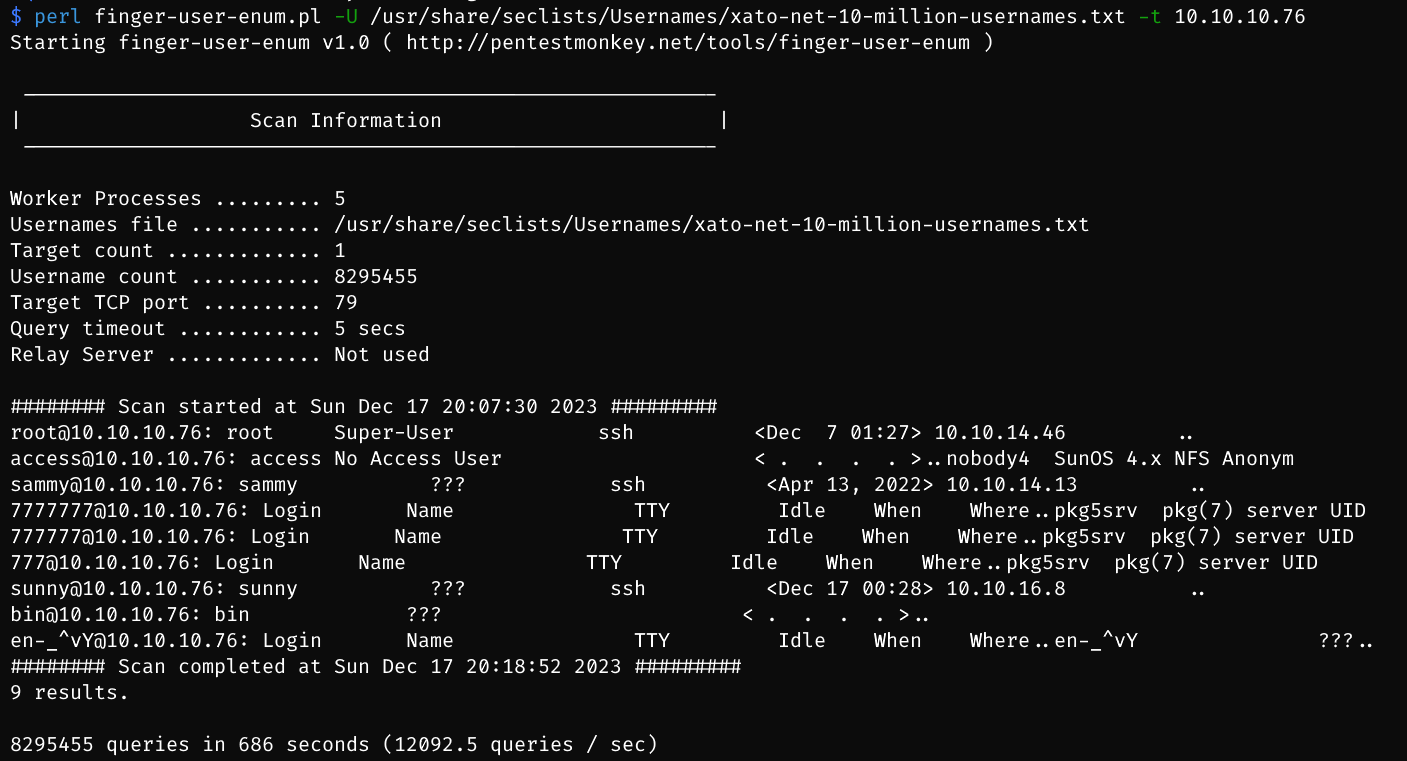 $ perl finger-user-enum.pl -U /usr/share/seclists/Usernames/xato-net-10-million-usernames.txt -t 10.10.10.76
Starting finger-user-enum v1.0 ( http://pentestmonkey.net/tools/finger-user-enum )
 ----------------------------------------------------------
|                   Scan Information                       |
 ----------------------------------------------------------
Worker Processes ......... 5
Usernames file ........... /usr/share/seclists/Usernames/xato-net-10-million-usernames.txt
Target count ............. 1
Username count ........... 8295455
Target TCP port .......... 79
Query timeout ............ 5 secs
Relay Server ............. Not used
######## Scan started at Sun Dec 17 20:07:30 2023 #########
root@10.10.10.76: root     Super-User            ssh          <Dec  7 01:27> 10.10.14.46         ..
access@10.10.10.76: access No Access User                     < .  .  .  . >..nobody4  SunOS 4.x NFS Anonym
sammy@10.10.10.76: sammy           ???            ssh          <Apr 13, 2022> 10.10.14.13         ..
7777777@10.10.10.76: Login       Name               TTY         Idle    When    Where..pkg5srv  pkg(7) server UID
777777@10.10.10.76: Login       Name               TTY         Idle    When    Where..pkg5srv  pkg(7) server UID
777@10.10.10.76: Login       Name               TTY         Idle    When    Where..pkg5srv  pkg(7) server UID
sunny@10.10.10.76: sunny           ???            ssh          <Dec 17 00:28> 10.10.16.8          ..
bin@10.10.10.76: bin             ???                         < .  .  .  . >..
en-_^vY@10.10.10.76: Login       Name               TTY         Idle    When    Where..en-_^vY               ???..
######## Scan completed at Sun Dec 17 20:18:52 2023 #########
9 results.
8295455 queries in 686 seconds (12092.5 queries / sec)